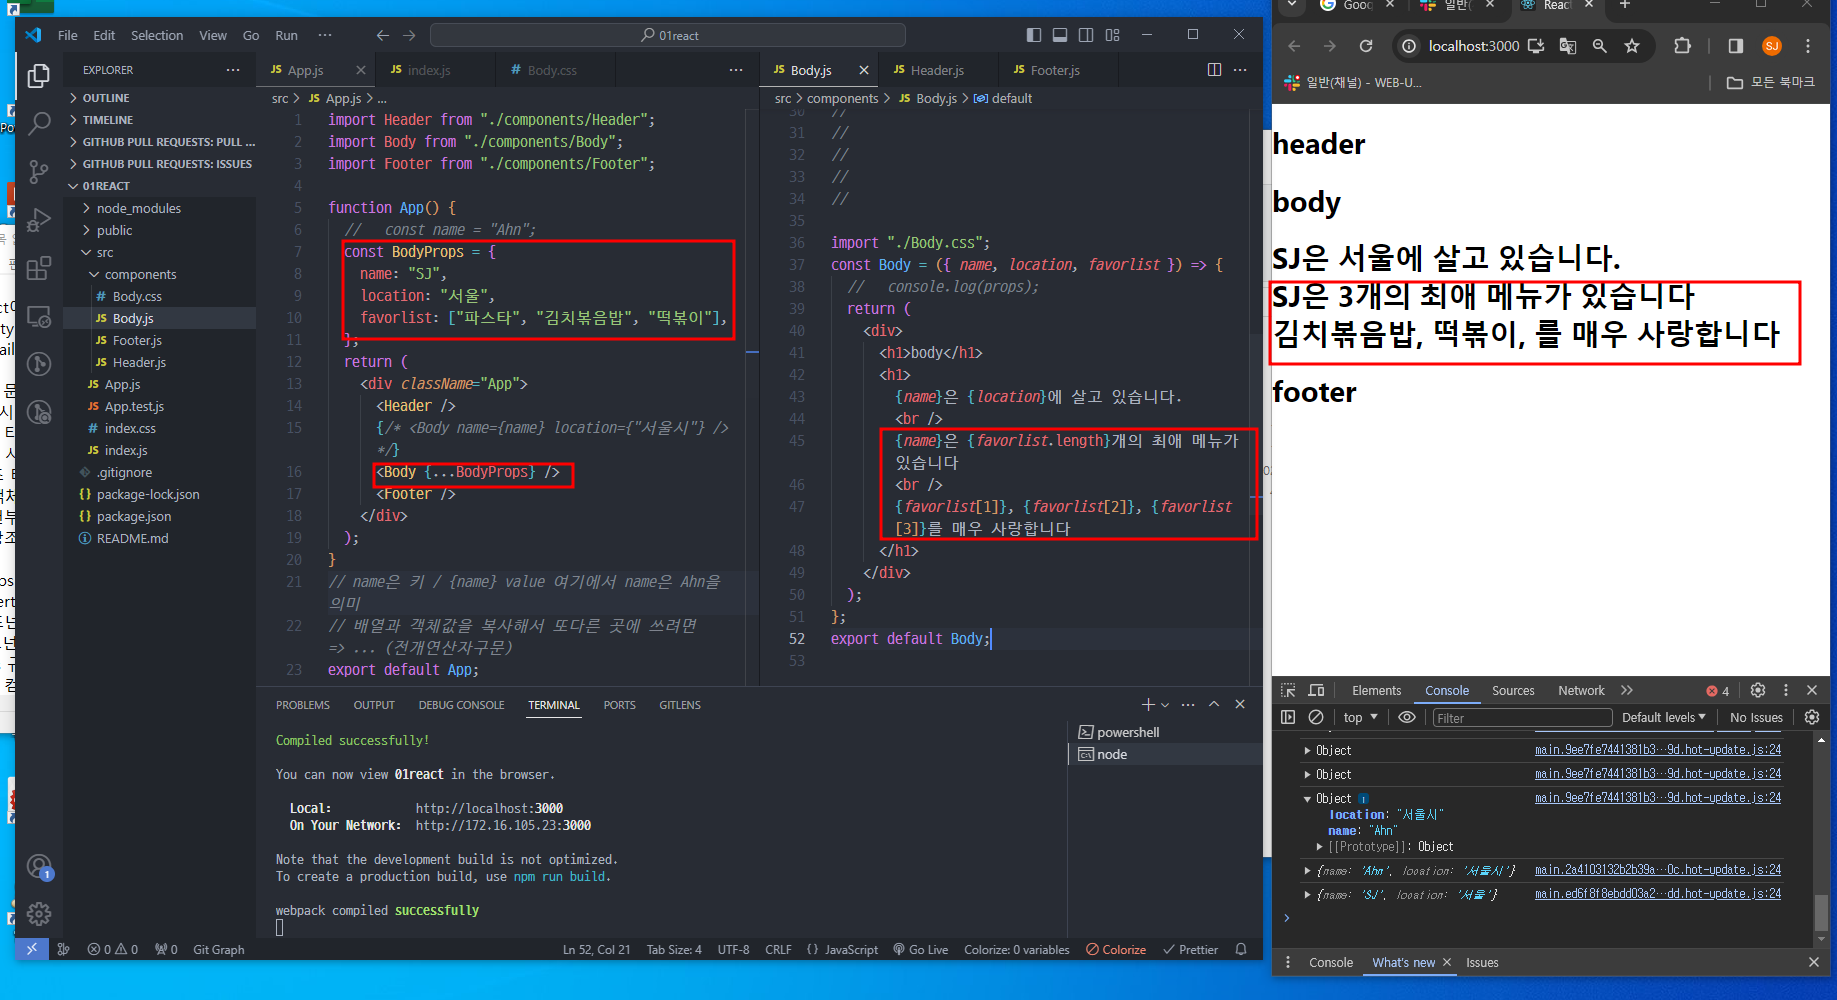 File Edit Selection View Go Run ··· 01react
EXPLORER ···
OUTLINE
TIMELINE
GITHUB PULL REQUESTS: PULL ...
GITHUB PULL REQUESTS: ISSUES
01REACT
node_modules
public
src
components
# Body.css
JS Body.js
JS Footer.js
JS Header.js
JS App.js
JS App.test.js
# index.css
JS index.js
.gitignore
{} package-lock.json
{} package.json
README.md
JS App.js JS index.js # Body.css ···
src > JS App.js > ...
1 import Header from "./components/Header";
2 import Body from "./components/Body";
3 import Footer from "./components/Footer";
4
5 function App() {
6 //   const name = "Ahn";
7 const BodyProps = {
8 name: "SJ",
9 location: "서울",
10 favorlist: ["파스타", "김치볶음밥", "떡볶이"],
11 };
12 return (
13 <div className="App">
14 <Header />
15 {/* <Body name={name} location={"서울시"} />
*/}
16 <Body {...BodyProps} />
17 <Footer />
18 </div>
19 );
20 }
21 // name은 키 / {name} value 여기에서 name은 Ahn을
의미
22 // 배열과 객체값을 복사해서 또다른 곳에 쓰려면
=> ... (전개연산자구문)
23 export default App;
JS Body.js JS Header.js JS Footer.js ···
src > components > JS Body.js > default
30 //
31 //
32 //
33 //
34 //
35
36 import "./Body.css";
37 const Body = ({ name, location, favorlist }) => {
38 //   console.log(props);
39 return (
40 <div>
41 <h1>body</h1>
42 <h1>
43 {name}은 {location}에 살고 있습니다.
44 <br />
45 {name}은 {favorlist.length}개의 최애 메뉴가
있습니다
46 <br />
47 {favorlist[1]}, {favorlist[2]}, {favorlist
[3]}를 매우 사랑합니다
48 </h1>
49 </div>
50 );
51 };
52 export default Body;
53
PROBLEMS OUTPUT DEBUG CONSOLE TERMINAL PORTS GITLENS
Compiled successfully!
You can now view 01react in the browser.
Local: http://localhost:3000
On Your Network: http://172.16.105.23:3000
Note that the development build is not optimized.
To create a production build, use npm run build.
webpack compiled successfully
powershell
node
1
0 0 0 Git Graph Ln 52, Col 21 Tab Size: 4 UTF-8 CRLF {} JavaScript Go Live Colorize: 0 variables Colorize Prettier
Gooc 일반( React
localhost:3000 SJ
일반(채널) - WEB-U... 모든 북마크
header
body
SJ은 서울에 살고 있습니다.
SJ은 3개의 최애 메뉴가 있습니다
김치볶음밥, 떡볶이, 를 매우 사랑합니다
footer
Elements Console Sources Network 4
top Filter Default levels No Issues
Object main.9ee7fe7441381b3…9d.hot-update.js:24
Object main.9ee7fe7441381b3…9d.hot-update.js:24
Object main.9ee7fe7441381b3…9d.hot-update.js:24
location: "서울시"
name: "Ahn"
[[Prototype]]: Object
{name: 'Ahn', location: '서울시'} main.2a4103132b2b39a…0c.hot-update.js:24
{name: 'SJ', location: '서울'} main.ed6f8f8ebdd03a2…dd.hot-update.js:24
Console What's new Issues